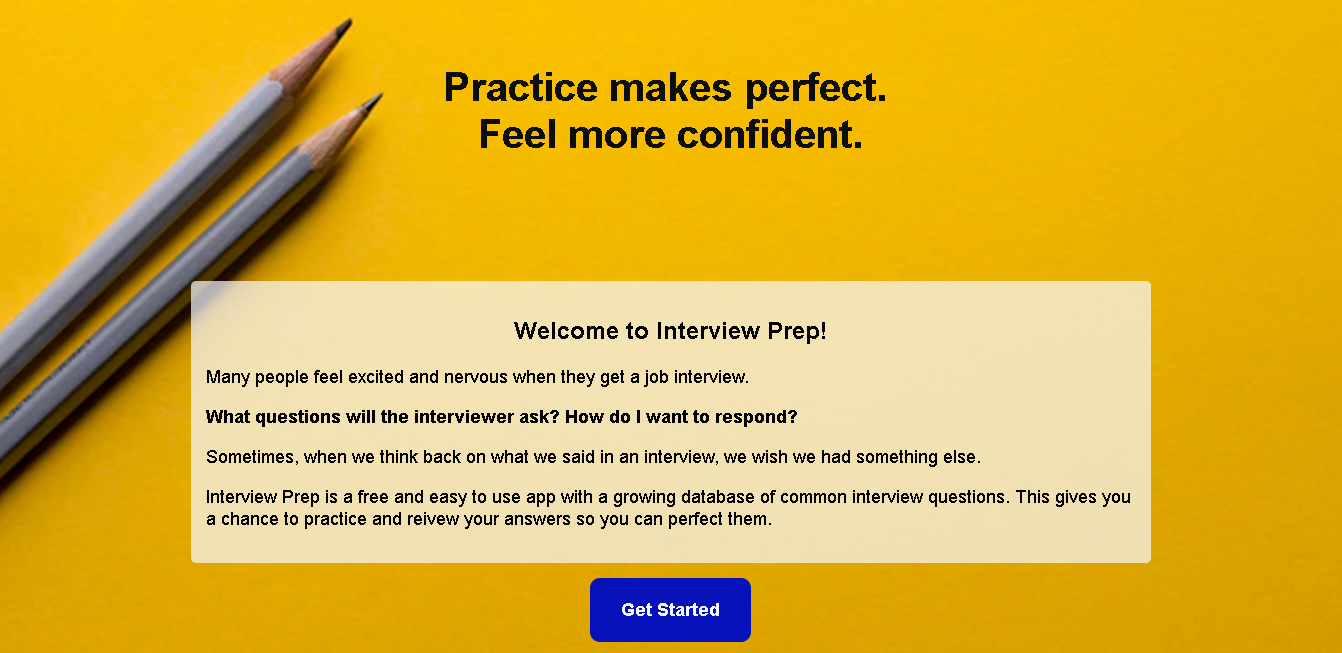 Practice makes perfect.
Feel more confident.
Welcome to Interview Prep!
Many people feel excited and nervous when they get a job interview.
What questions will the interviewer ask? How do I want to respond?
Sometimes, when we think back on what we said in an interview, we wish we had something else.
Interview Prep is a free and easy to use app with a growing database of common interview questions. This gives you
a chance to practice and reivew your answers so you can perfect them.
Get Started